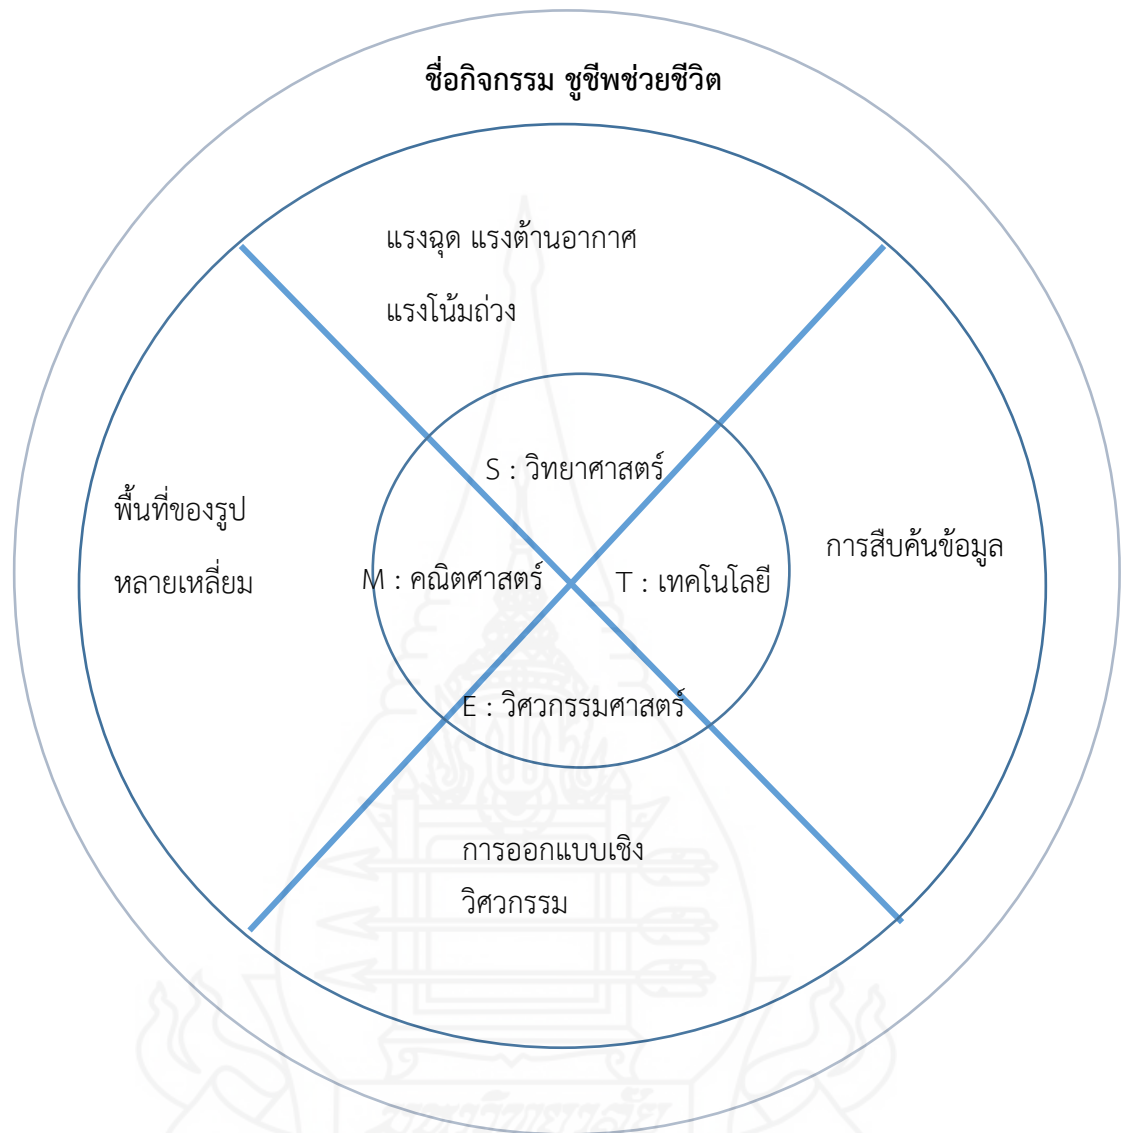 ชื่อกิจกรรม ชูชีพช่วยชีวิต
แรงฉุด แรงต้านอากาศ
แรงโน้มถ่วง
S : วิทยาศาสตร์
พื้นที่ของรูป
หลายเหลี่ยม
M : คณิตศาสตร์
T : เทคโนโลยี
การสืบค้นข้อมูล
E : วิศวกรรมศาสตร์
การออกแบบเชิง
วิศวกรรม